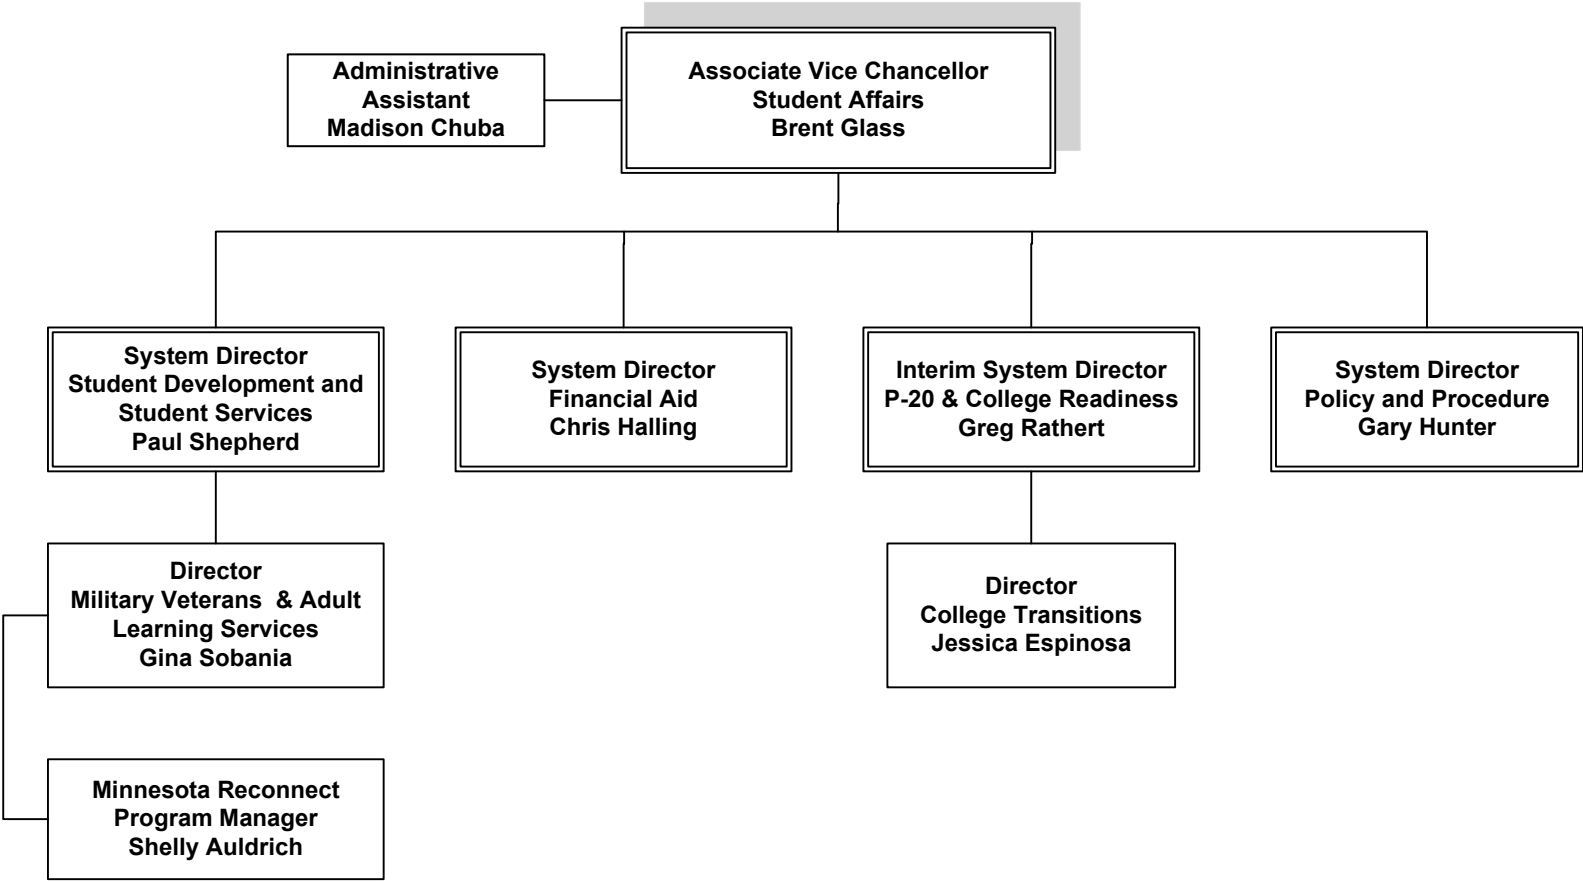 Administrative
Assistant
Madison Chuba
Associate Vice Chancellor
Student Affairs
Brent Glass
System Director
Student Development and
Student Services
Paul Shepherd
System Director
Financial Aid
Chris Halling
Interim System Director
P-20 & College Readiness
Greg Rathert
System Director
Policy and Procedure
Gary Hunter
Director
Military Veterans & Adult
Learning Services
Gina Sobania
Director
College Transitions
Jessica Espinosa
Minnesota Reconnect
Program Manager
Shelly Auldrich